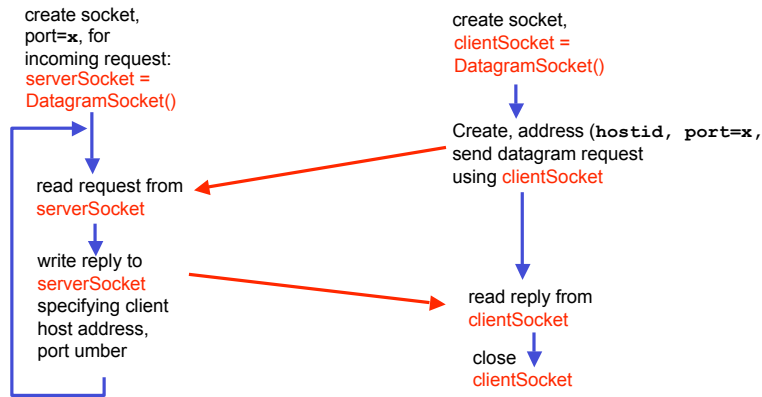 create socket,
port=x, for
incoming request:
serverSocket =
DatagramSocket()
read request from
serverSocket
write reply to
serverSocket
specifying client
host address,
port umber
create socket,
clientSocket =
DatagramSocket()
Create, address (hostid, port=x,
send datagram request
using clientSocket
read reply from
clientSocket
close
clientSocket